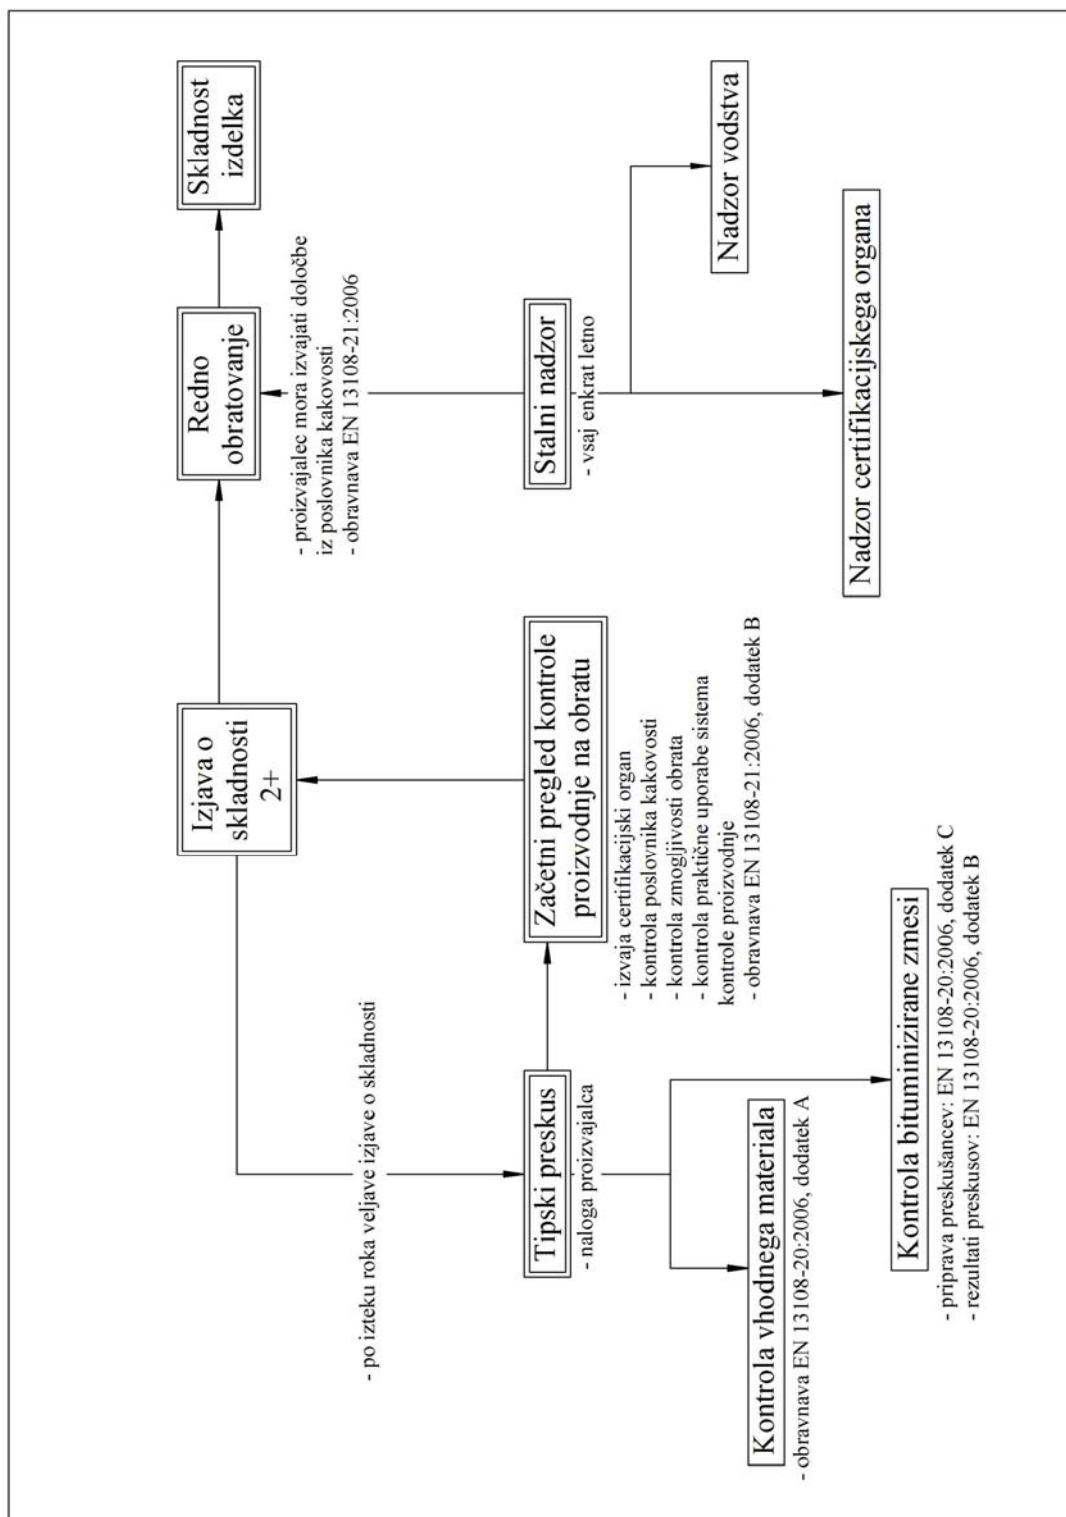 Izjava o
skladnosti
2+
Redno
obratovanje
Skladnost
izdelka
- proizvajalec mora izvajati določbe
iz poslovnika kakovosti
- obravnava EN 13108-21:2006
- po izteku roka veljave izjave o skladnosti
Tipski preskus
- naloga proizvajalca
Začetni pregled kontrole
proizvodnje na obratu
- izvaja certifikacijski organ
- kontrola poslovnika kakovosti
- kontrola zmogljivosti obrata
- kontrola praktične uporabe sistema
kontrole proizvodnje
- obravnava EN 13108-21:2006, dodatek B
Stalni nadzor
- vsaj enkrat letno
Nadzor vodstva
Nadzor certifikacijskega organa
Kontrola vhodnega materiala
- obravnava EN 13108-20:2006, dodatek A
Kontrola bituminizirane zmesi
- priprava preskušancev: EN 13108-20:2006, dodatek C
- rezultati preskusov: EN 13108-20:2006, dodatek B